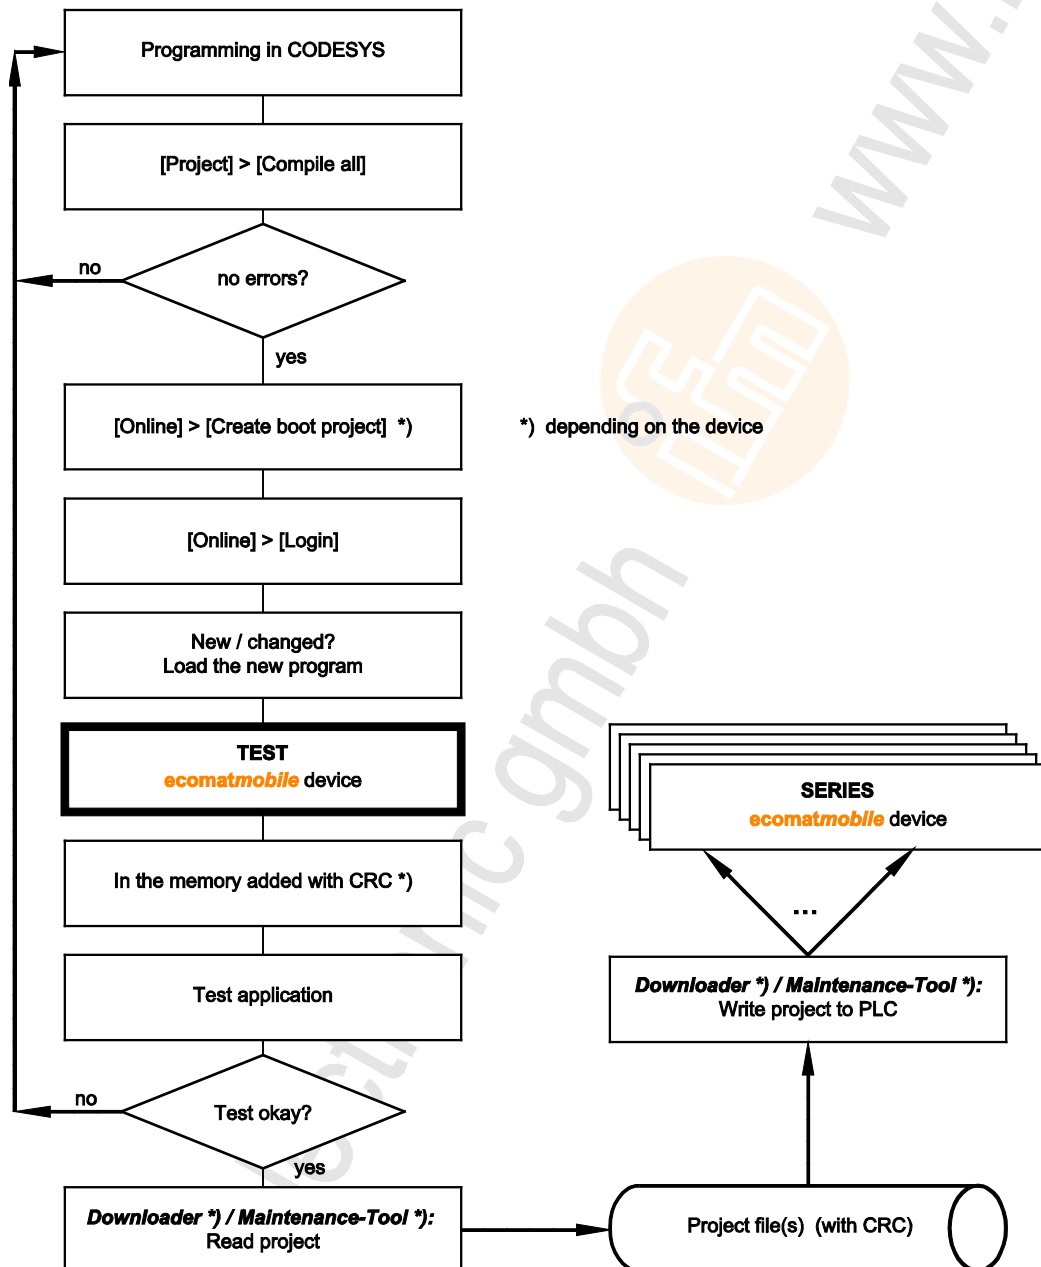 Programming in CODESYS
[Project] > [Compile all]
no
no errors?
yes
[Online] > [Create boot project] *)
*) depending on the device
[Online] > [Login]
New / changed?
Load the new program
TEST
ecomatmobile device
In the memory added with CRC *)
Test application
no
Test okay?
yes
Downloader *) / Maintenance-Tool *):
Read project
Project file(s) (with CRC)
Downloader *) / Maintenance-Tool *):
Write project to PLC
...
SERIES
ecomatmobile device
www.
ifm
gmbh